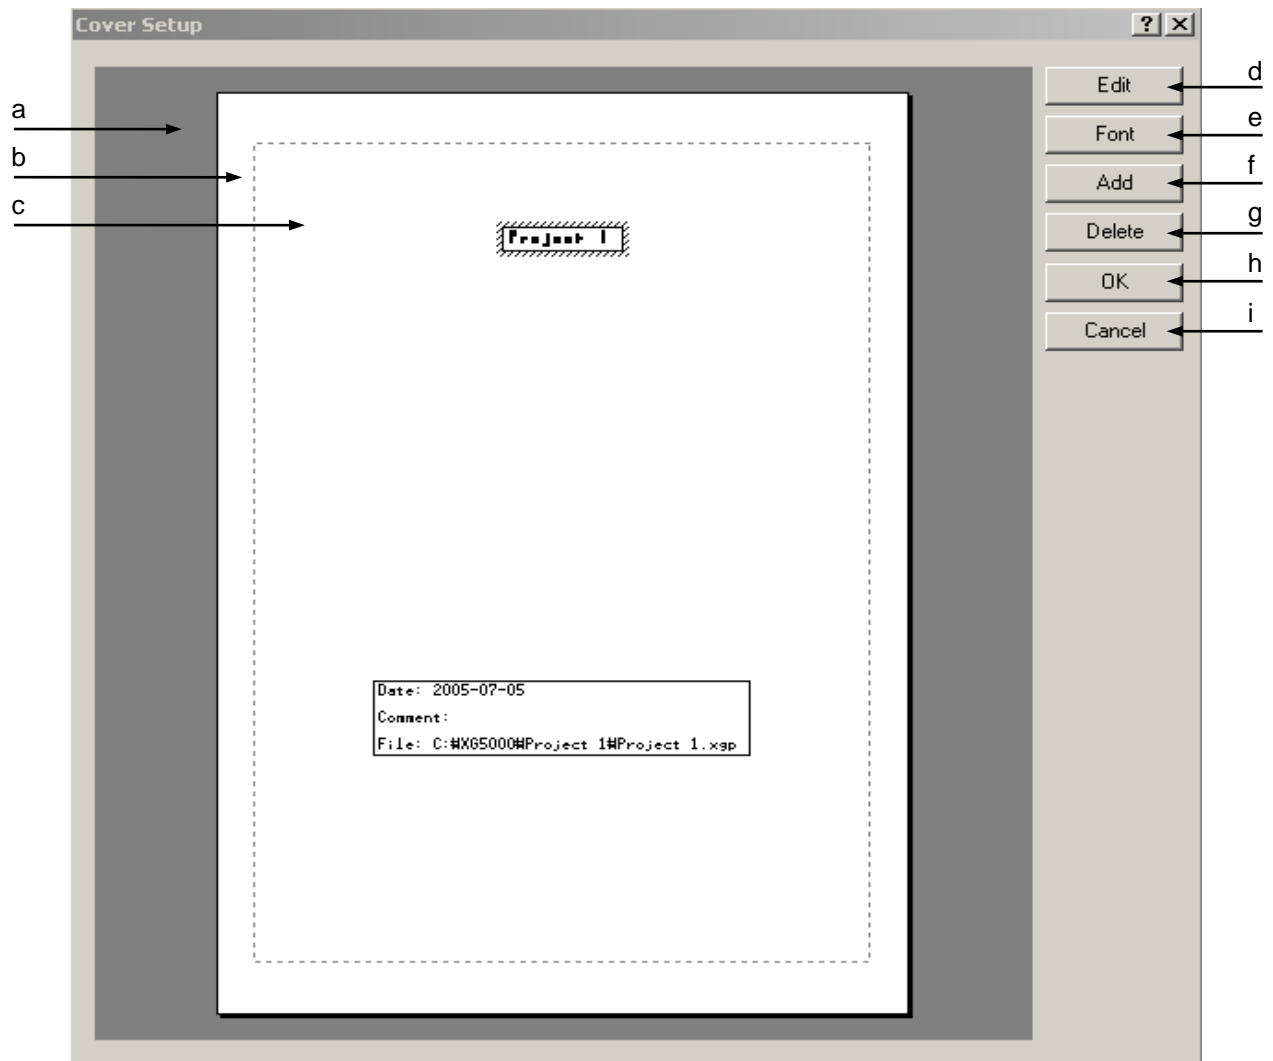 Cover Setup
a
b
c
Project 1
Date: 2005-07-05
Comment:
File: C:₩XG5000₩Project 1₩Project 1.xgp
Edit
d
Font
e
Add
f
Delete
g
OK
h
Cancel
i